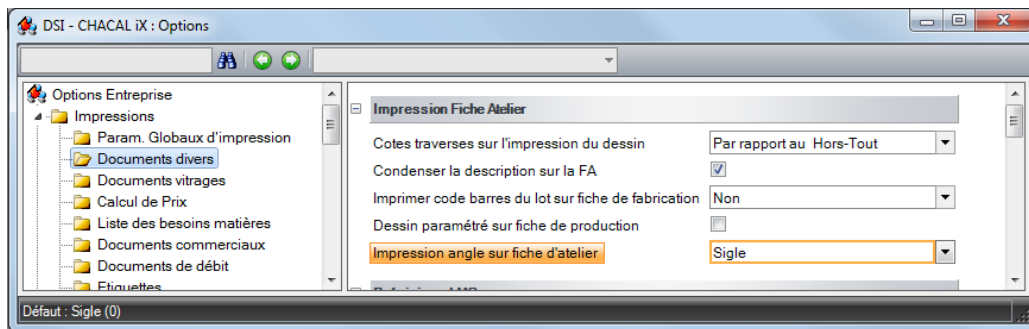 DSI - CHACAL iX : Options
Options Entreprise
Impressions
Param. Globaux d'impression
Documents divers
Documents vitrages
Calcul de Prix
Liste des besoins matières
Documents commerciaux
Documents de débit
Etiquettes
Impression Fiche Atelier
Cotes traverses sur l'impression du dessin Par rapport au Hors-Tout
Condenser la description sur la FA
Imprimer code barres du lot sur fiche de fabrication Non
Dessin paramétré sur fiche de production
Impression angle sur fiche d'atelier Sigle
Défaut : Sigle (0)